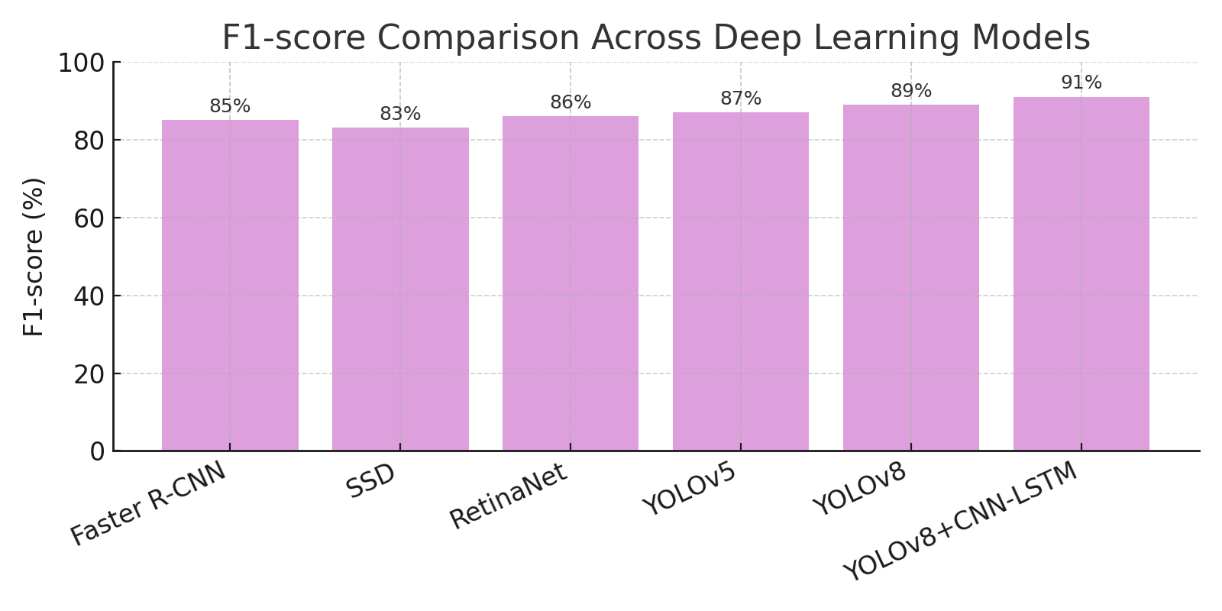 F1-score Comparison Across Deep Learning Models
F1-score (%)
100
80
60
40
20
0
85%
83%
86%
87%
89%
91%
Faster R-CNN
SSD
RetinaNet
YOLOv5
YOLOv8
YOLOv8+CNN-LSTM